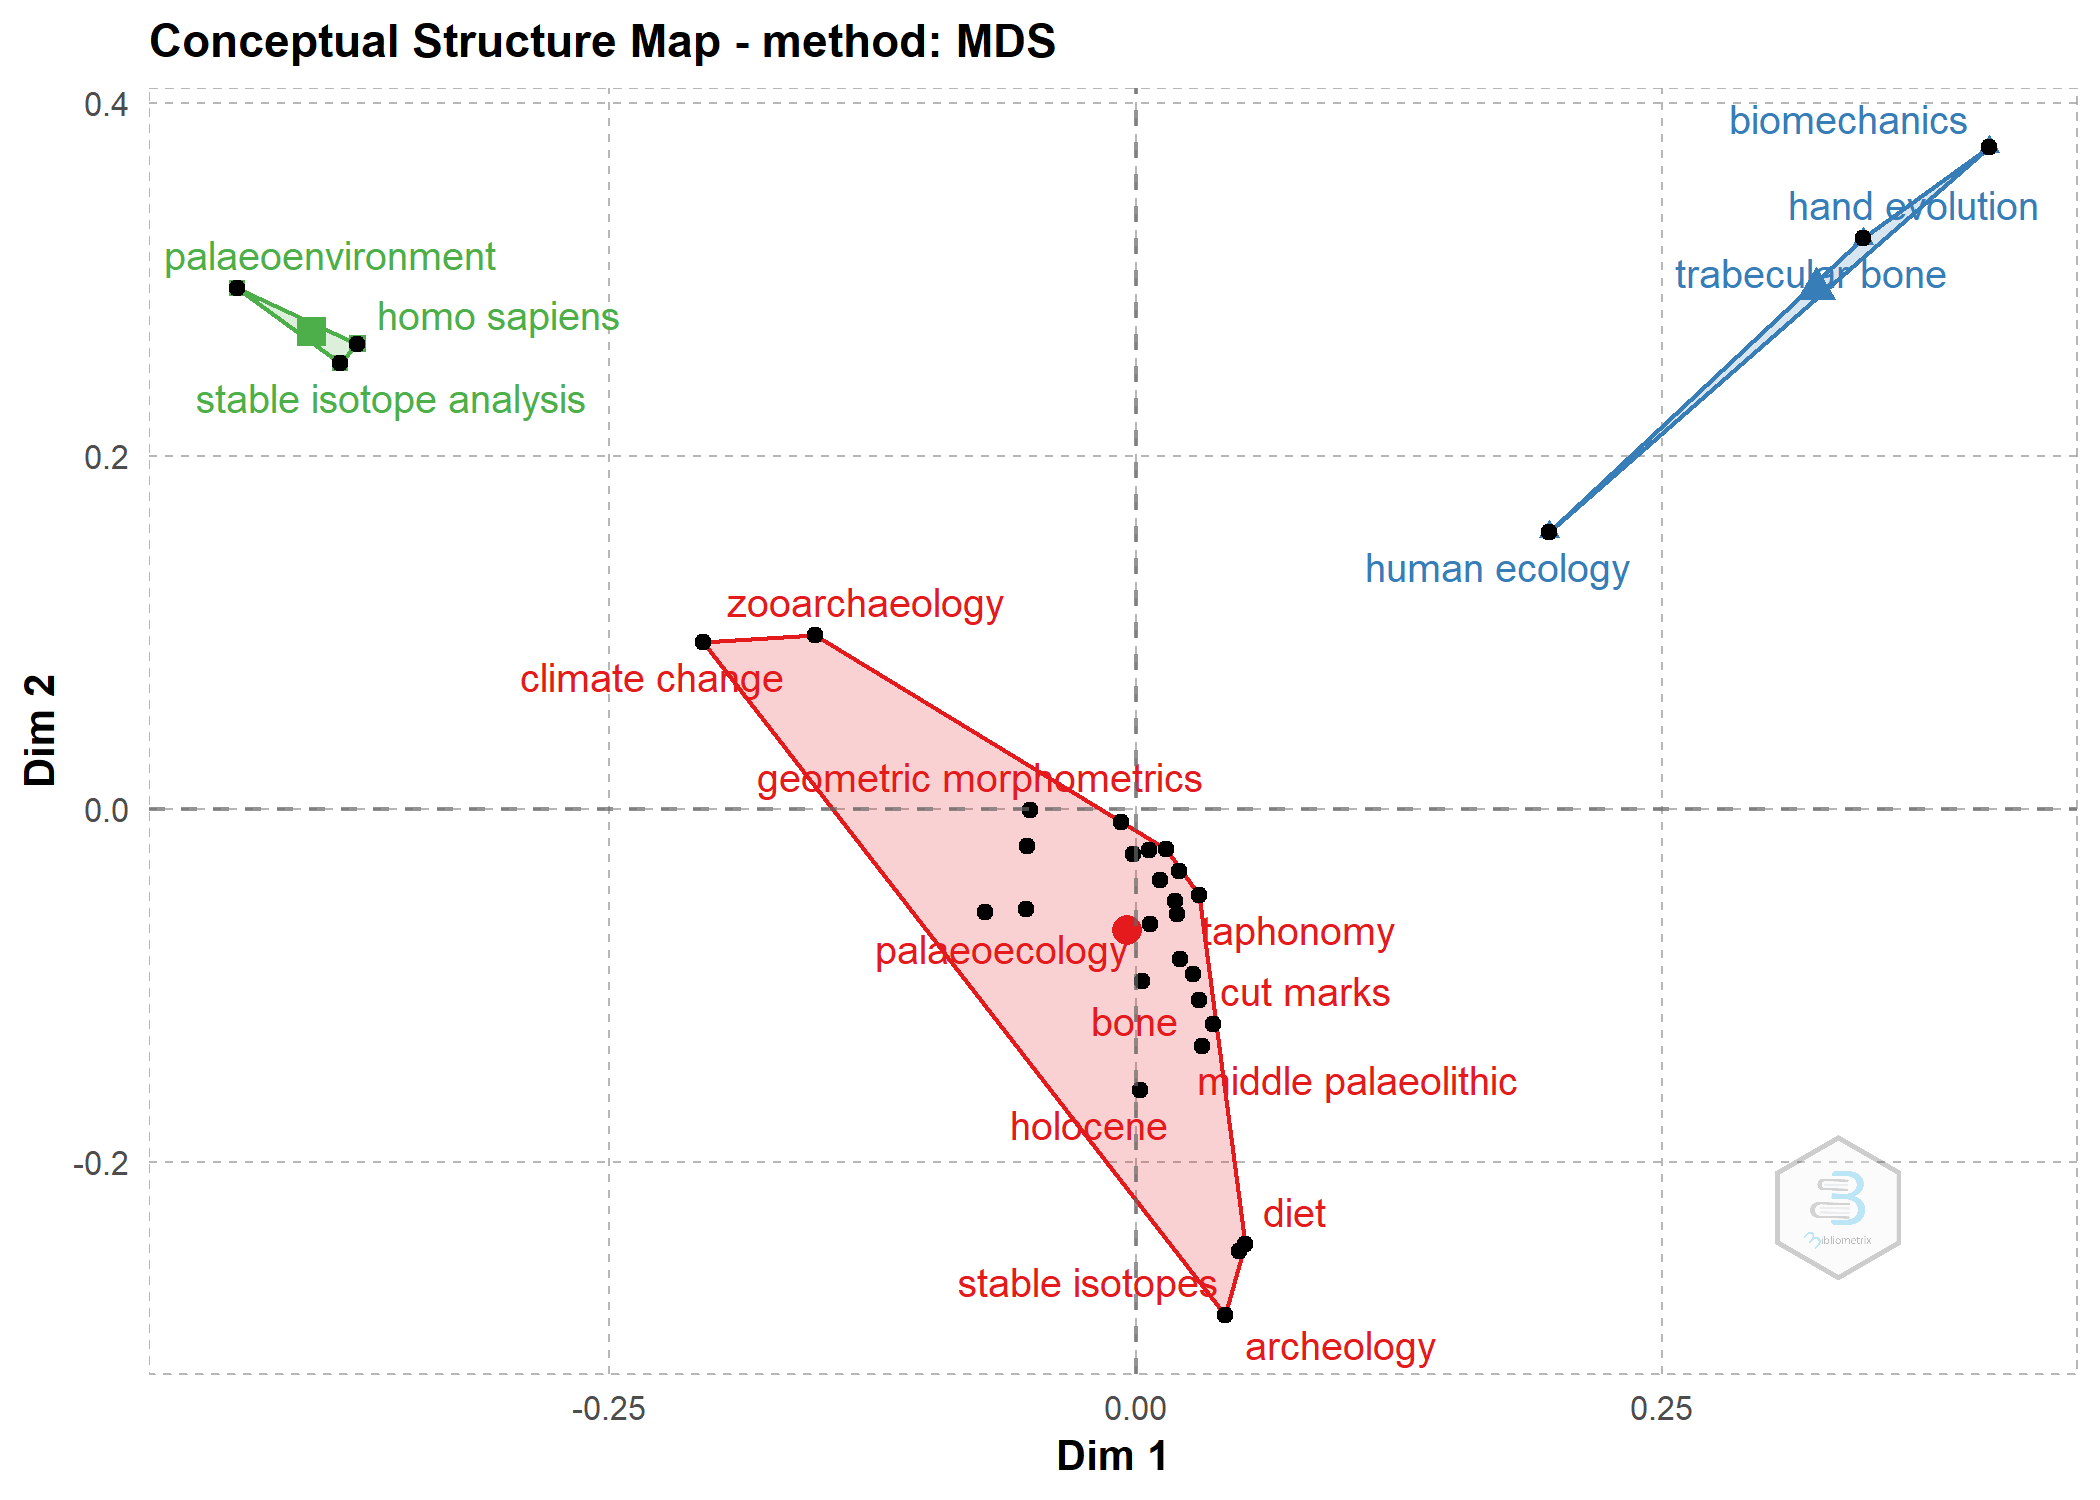 Conceptual Structure Map - method: MDS
0.4
biomechanics
hand evolution
palaeoenvironment
trabecular bone
homo sapiens
stable isotope analysis
0.2
human ecology
zooarchaeology
climate change
Dim 2
geometric morphometrics
0.0
taphonomy
palaeoecology
cut marks
bone
middle palaeolithic
holocene
-0.2
diet
Bibliometrix
stable isotopes
archeology
-0.25
0.00
0.25
Dim 1